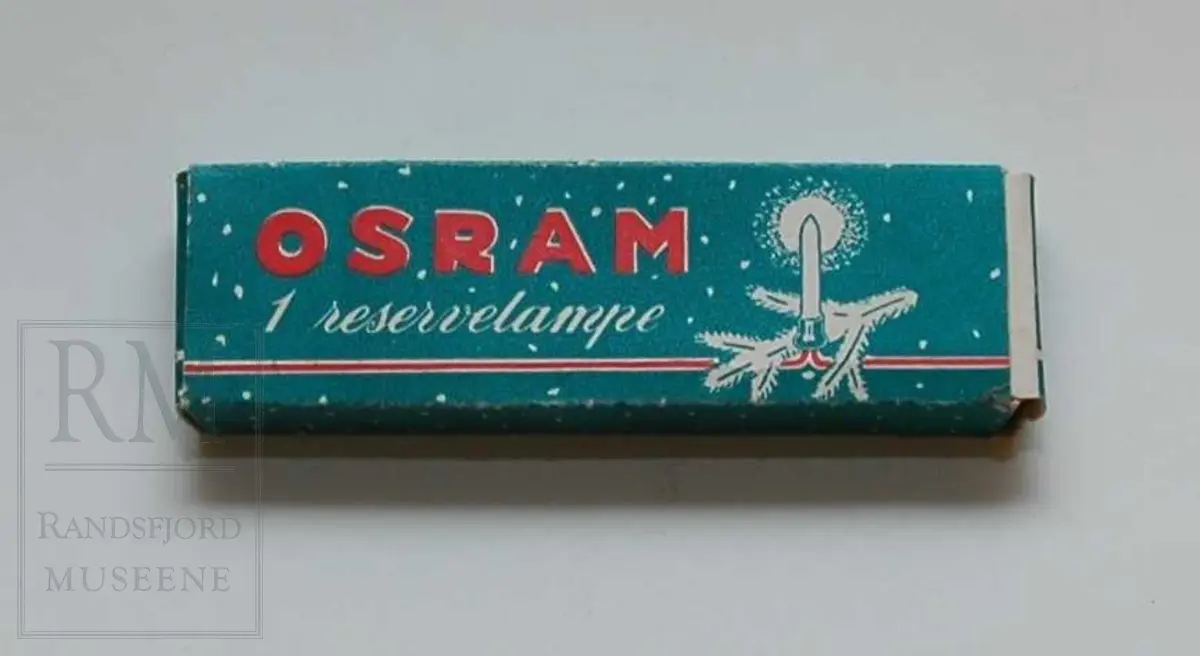 OSRAM
1 reservelampe
RM
RANDSFJORD
MUSEENE